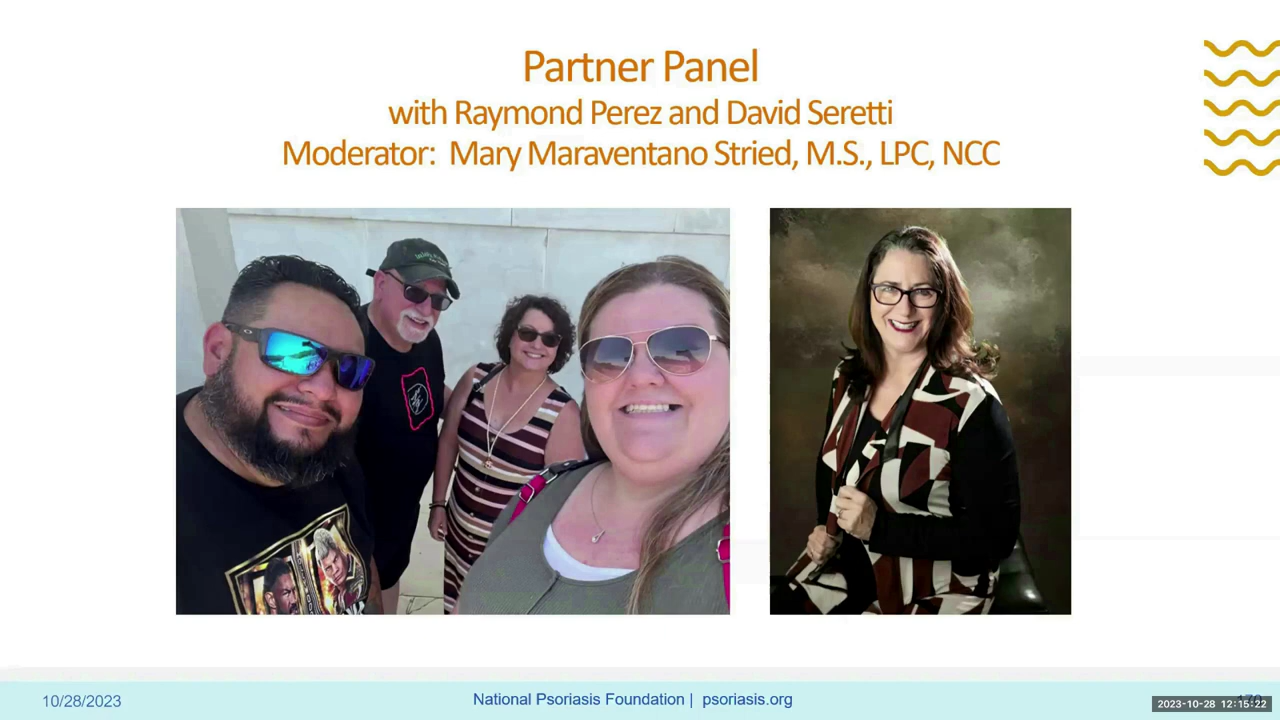 Partner Panel
with Raymond Perez and David Seretti
Moderator: Mary Maraventano Stried, M.S., LPC, NCC
10/28/2023
National Psoriasis Foundation | psoriasis.org
2023-10-28 12:15:22